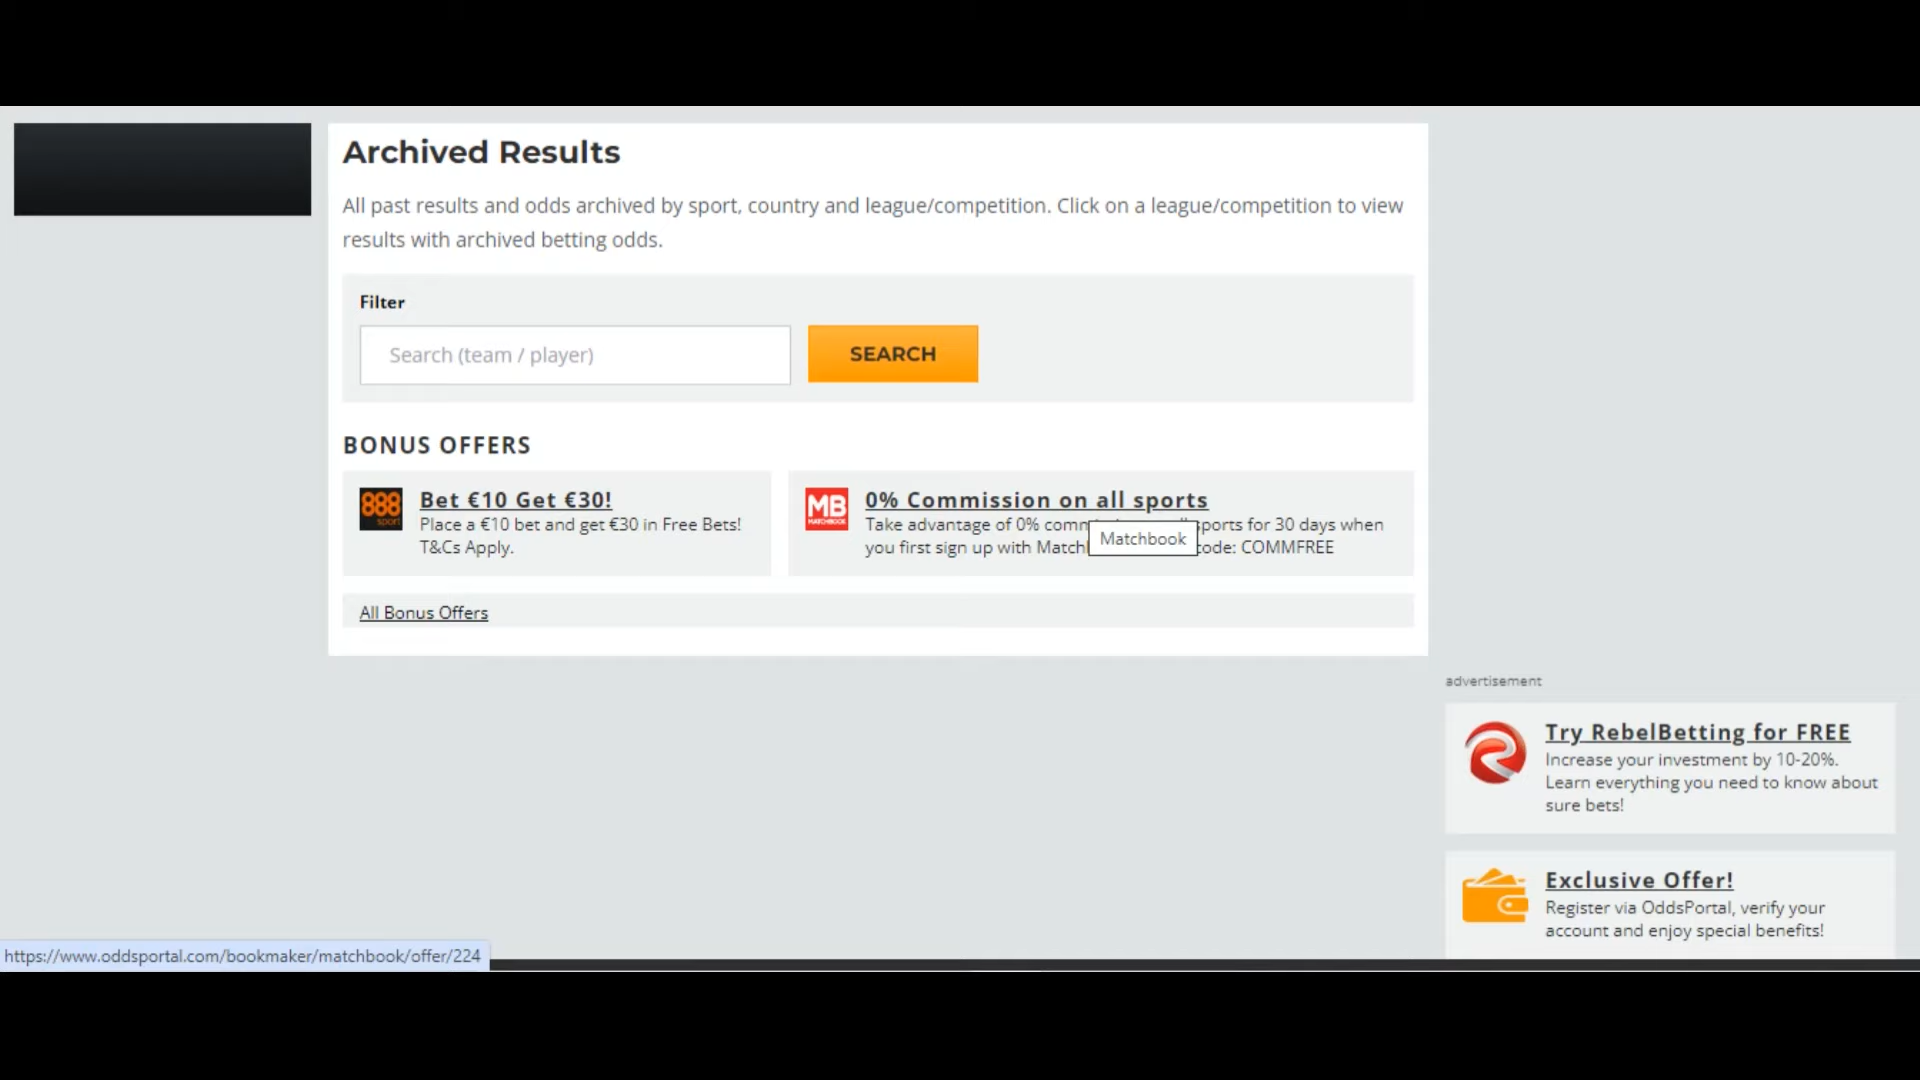 Archived Results
All past results and odds archived by sport, country and league/competition. Click on a league/competition to view
results with archived betting odds.
Filter
Search (team / player)
SEARCH
BONUS OFFERS
888
sport
Bet €10 Get €30!
Place a €10 bet and get €30 in Free Bets!
T&Cs Apply.
MB
MATCHBOOK
0% Commission on all sports
Take advantage of 0% sports for 30 days when
you first sign up with COMMFREE
Matchbook
All Bonus Offers
advertisement
Try RebelBetting for FREE
Increase your investment by 10-20%.
Learn everything you need to know about
sure bets!
Exclusive Offer!
Register via OddsPortal, verify your
account and enjoy special benefits!
https://www.oddsportal.com/bookmaker/matchbook/offer/224